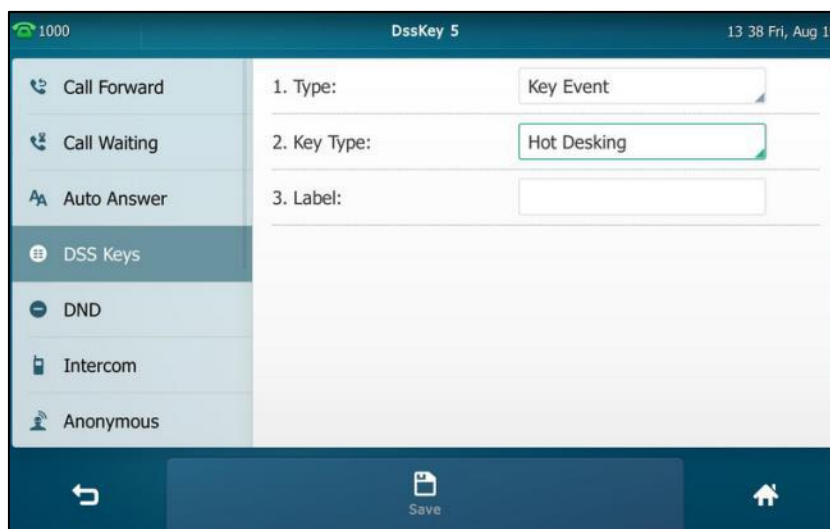 1000 DssKey 5 13 38 Fri, Aug 1
Call Forward
Call Waiting
Auto Answer
DSS Keys
DND
Intercom
Anonymous
1. Type: Key Event
2. Key Type: Hot Desking
3. Label:
Save